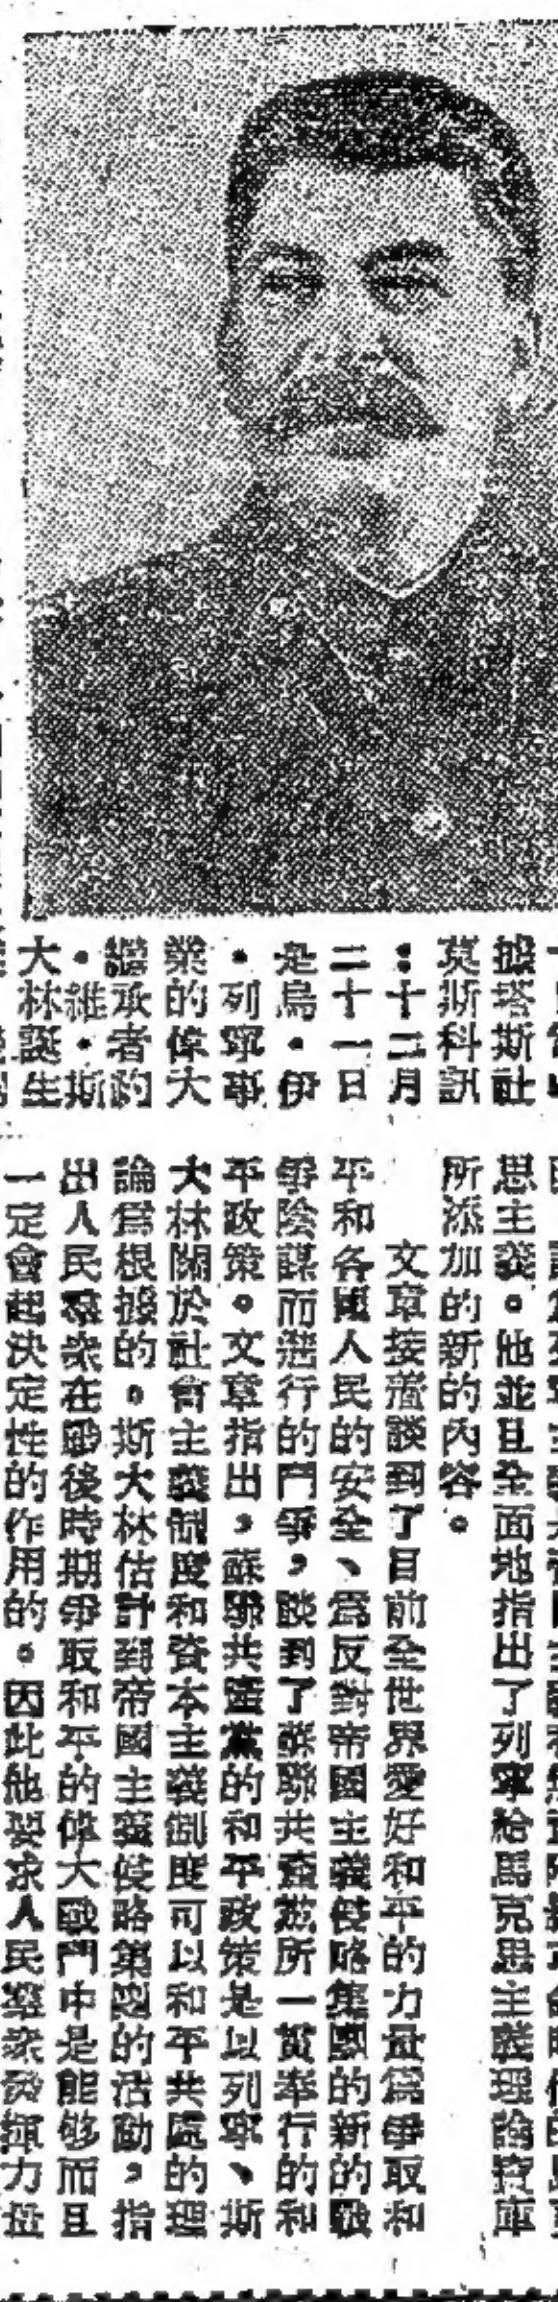 據塔斯社
莫斯科訊
：十二月
二十一日
是烏·伊
·列寧事
業的偉大
繼承者約
·維·斯
大林誕生
思主義。他並且全面地指出了列寧給馬克思主義理論寶庫
所添加的新的內容。
文章接着談到了目前全世界愛好和平的力量爲爭取和
平和各國人民的安全、爲反對帝國主義侵略集團的新的戰
爭陰謀而進行的鬥爭，談到了蘇聯共產黨所一貫奉行的和
平政策。文章指出，蘇聯共產黨的和平政策是以列寧、斯
大林關於社會主義制度和資本主義制度可以和平共處的理
論爲根據的。斯大林估計到帝國主義侵略集團的活動，指
出人民羣衆在戰後時期爭取和平的偉大戰鬥中是能够而且
一定會起決定性的作用的。因此他要求人民羣衆發揮力量